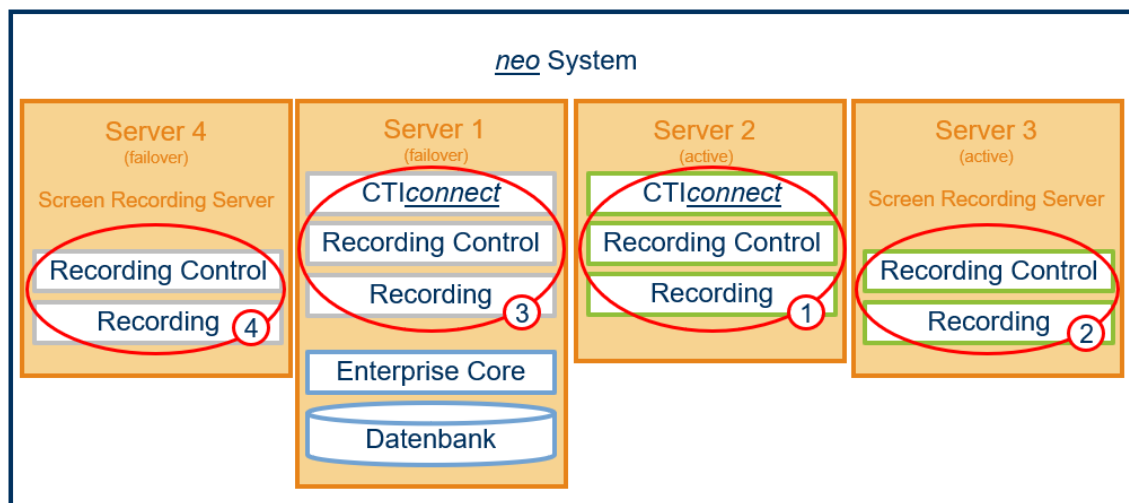 neo System
Server 4
(failover)
Screen Recording Server
Recording Control
Recording
4
Server 1
(failover)
CTIconnect
Recording Control
Recording
3
Enterprise Core
Datenbank
Server 2
(active)
CTIconnect
Recording Control
Recording
1
Server 3
(active)
Screen Recording Server
Recording Control
Recording
2